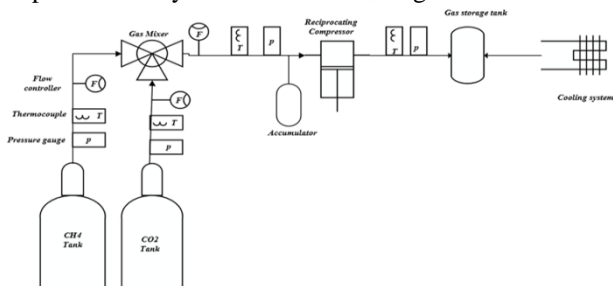 Gas storage tank
Reciprocating
Compressor
Gas Mixer
F
T
p
T
p
Flow
controller
F
F
Cooling system
Thermocouple
T
T
Accumulator
Pressure gauge
p
p
CH4
Tank
CO2
Tank